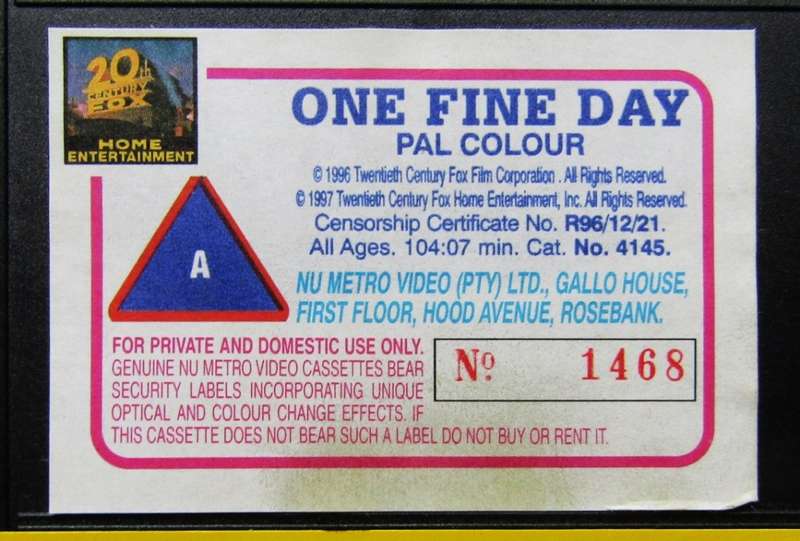 20th
CENTURY
FOX
HOME
ENTERTAINMENT
ONE FINE DAY
PAL COLOUR
© 1996 Twentieth Century Fox Film Corporation . All Rights Reserved.
© 1997 Twentieth Century Fox Home Entertainment, Inc. All Rights Reserved.
Censorship Certificate No. R96/12/21.
All Ages. 104:07 min. Cat. No. 4145.
A
NU METRO VIDEO (PTY) LTD., GALLO HOUSE,
FIRST FLOOR, HOOD AVENUE, ROSEBANK.
FOR PRIVATE AND DOMESTIC USE ONLY.
GENUINE NU METRO VIDEO CASSETTES BEAR
SECURITY LABELS INCORPORATING UNIQUE
OPTICAL AND COLOUR CHANGE EFFECTS. IF
THIS CASSETTE DOES NOT BEAR SUCH A LABEL DO NOT BUY OR RENT IT.
Nº 1468